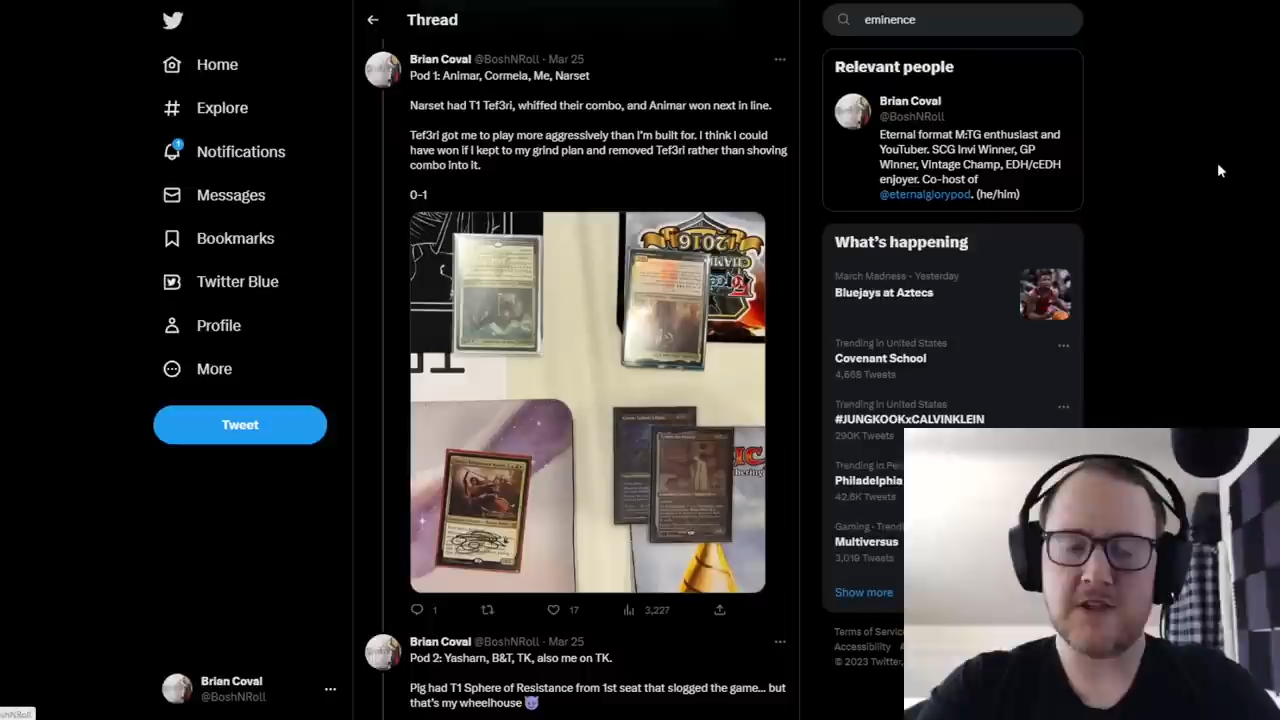 Thread
eminence
Home
Explore
1
Notifications
Messages
Bookmarks
Twitter Blue
Profile
More
Tweet
Brian Coval
@BoshNRoll
Brian Coval @BoshNRoll · Mar 25
Pod 1: Animar, Cormela, Me, Narset
Narset had T1 Tef3ri, whiffed their combo, and Animar won next in line.
Tef3ri got me to play more aggressively than I'm built for. I think I could
have won if I kept to my grind plan and removed Tef3ri rather than shoving
combo into it.
0-1
2016
1
17
3,227
Brian Coval @BoshNRoll · Mar 25
Pod 2: Yasharn, B&T, TK, also me on TK.
Pig had T1 Sphere of Resistance from 1st seat that slogged the game... but
that's my wheelhouse 😈
Relevant people
Brian Coval
@BoshNRoll
Eternal format M:TG enthusiast and
YouTuber. SCG Invi Winner, GP
Winner, Vintage Champ, EDH/cEDH
enjoyer. Co-host of
@eternalglorypod. (he/him)
What's happening
March Madness · Yesterday
Bluejays at Aztecs
Trending in United States
Covenant School
4,668 Tweets
Trending in United States
#JUNGKOOKxCALVINKLEIN
290K Tweets
Trending in
Philadelphia
42.6K Tweets
Gaming · Trend
Multiversus
3,019 Tweets
Show more
Terms of Service
Accessibility
© 2023 Twitter,